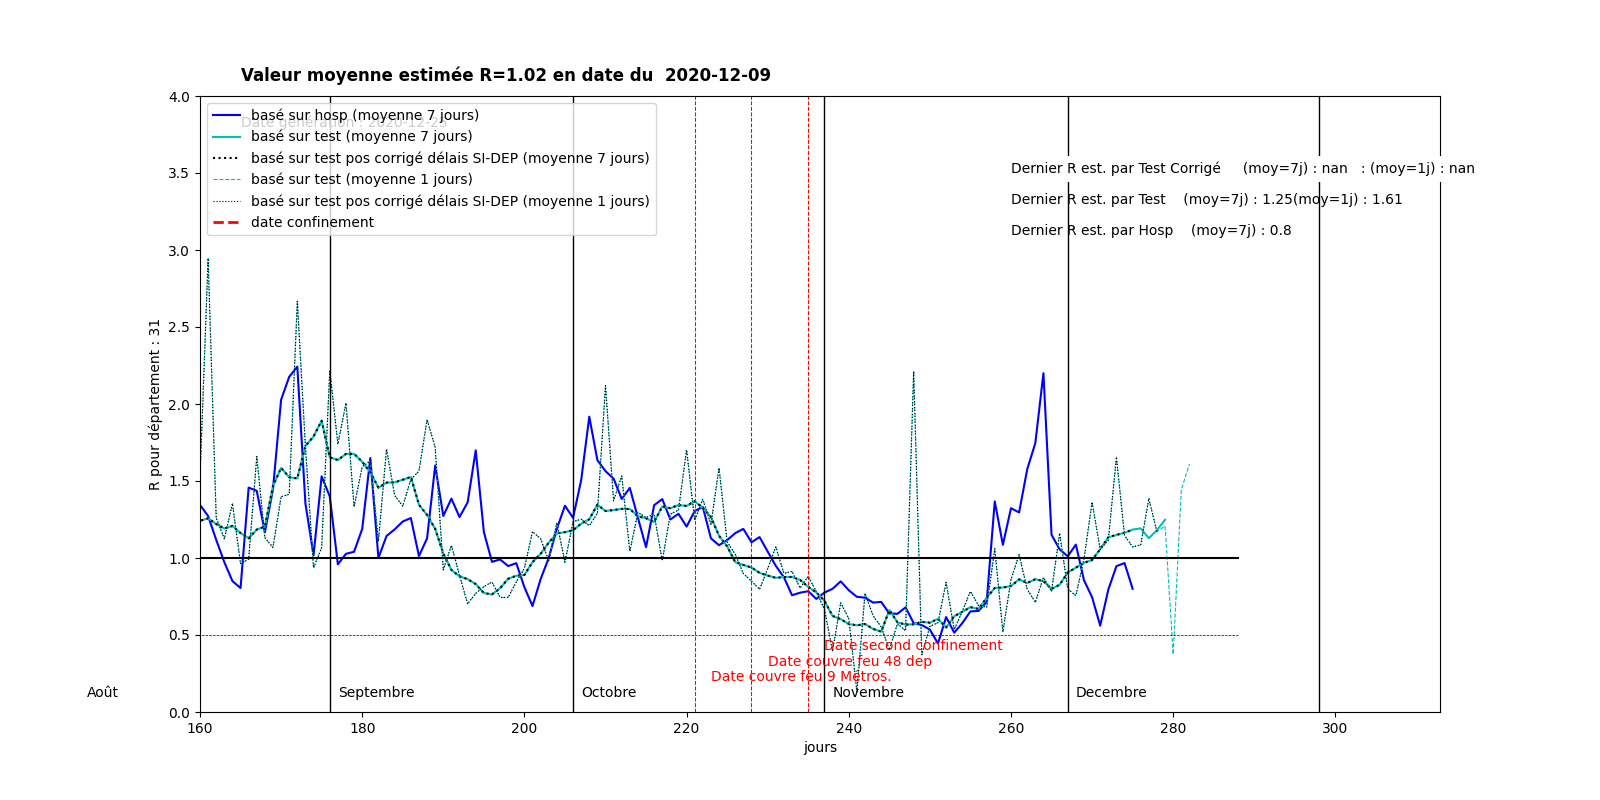 Valeur moyenne estimée R=1.02 en date du  2020-12-09
4.0
3.5
3.0
2.5
2.0
1.5
1.0
0.5
0.0
R pour département : 31
basé sur hosp (moyenne 7 jours)
basé sur test (moyenne 7 jours)
basé sur test pos corrigé délais SI-DEP (moyenne 7 jours)
basé sur test (moyenne 1 jours)
basé sur test pos corrigé délais SI-DEP (moyenne 1 jours)
date confinement
Dernier R est. par Test Corrigé     (moy=7j) : nan   : (moy=1j) : nan
Dernier R est. par Test    (moy=7j) : 1.25(moy=1j) : 1.61
Dernier R est. par Hosp    (moy=7j) : 0.8
Date second confinement
Date couvre feu 48 dep
Date couvre feu 9 Métros.
Août
Septembre
Octobre
Novembre
Decembre
160
180
200
220
240
260
280
300
jours